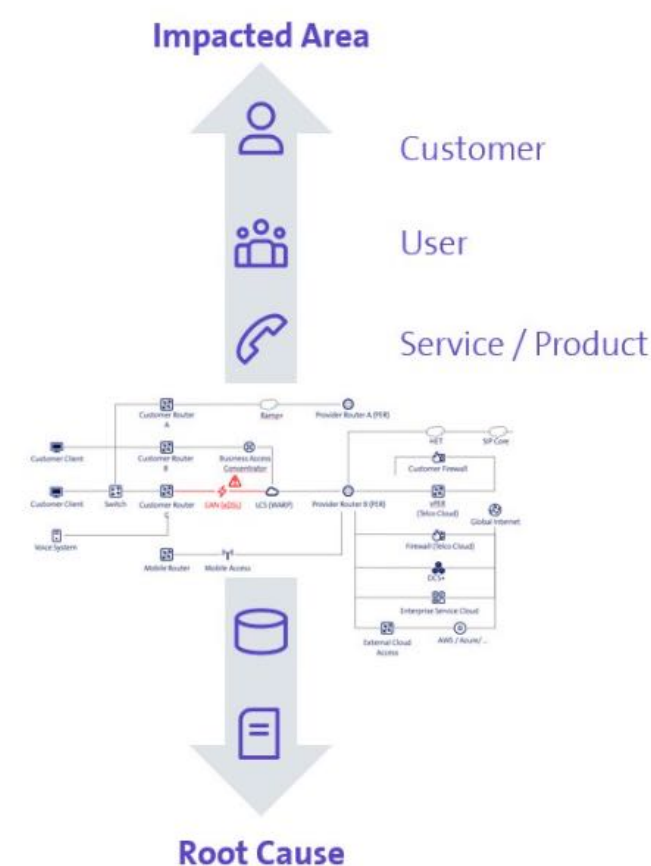 Impacted Area
Customer
User
Service / Product
Customer Router
A
Provider Router A (PER)
HET
SIP Core
Customer Client
Customer Router
B
Business Access
Concentrator
Customer Firewall
Customer Client
Switch
Customer Router
LCS (WARP)
Provider Router B (PER)
(Telco-Cloud)
Global Internet
Voice System
Firewall (Telco Cloud)
Mobile Router
Mobile Access
DCS+
Enterprise Service Cloud
External Cloud
Access
AWS / Azure/ ...
Root Cause